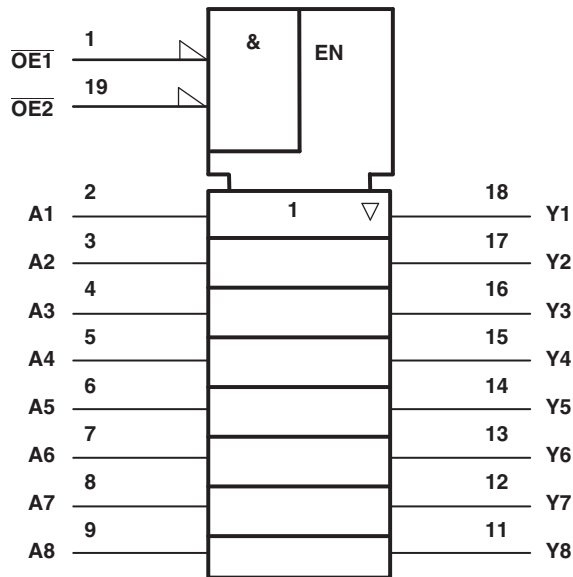 OE1 1 & EN
OE2 19
A1 2 1 ▽ 18 Y1
A2 3 17 Y2
A3 4 16 Y3
A4 5 15 Y4
A5 6 14 Y5
A6 7 13 Y6
A7 8 12 Y7
A8 9 11 Y8